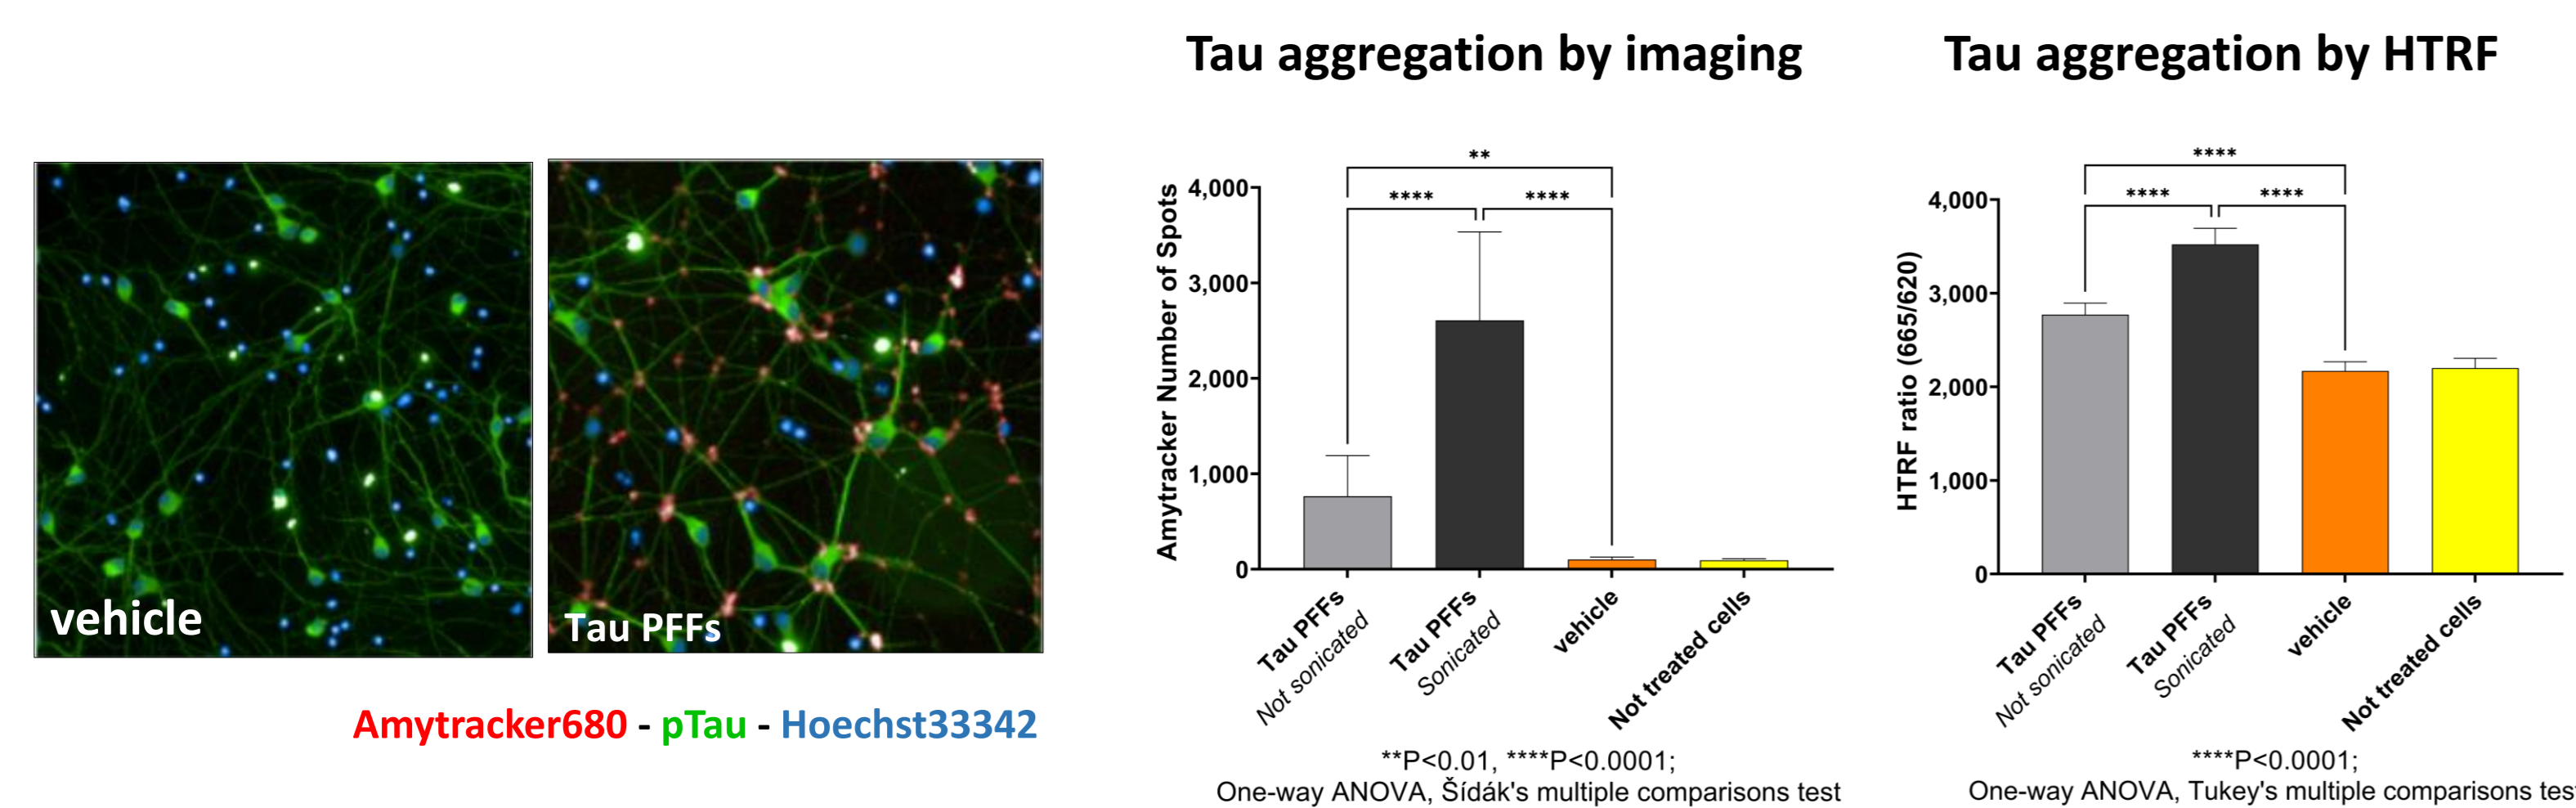 Tau aggregation by imaging
Tau aggregation by HTRF
vehicle
Tau PFFs
Amytracker680 - pTau - Hoechst33342
Amytracker Number of Spots
4,000
3,000
2,000
1,000
0
**
****
****
Tau PFFs
Not sonicated
Tau PFFs
Sonicated
vehicle
Not treated cells
**P<0.01, ****P<0.0001;
One-way ANOVA, Šídák's multiple comparisons test
HTRF ratio (665/620)
4,000
3,000
2,000
1,000
0
****
****
****
Tau PFFs
Not sonicated
Tau PFFs
Sonicated
vehicle
Not treated cells
****P<0.0001;
One-way ANOVA, Tukey's multiple comparisons tes